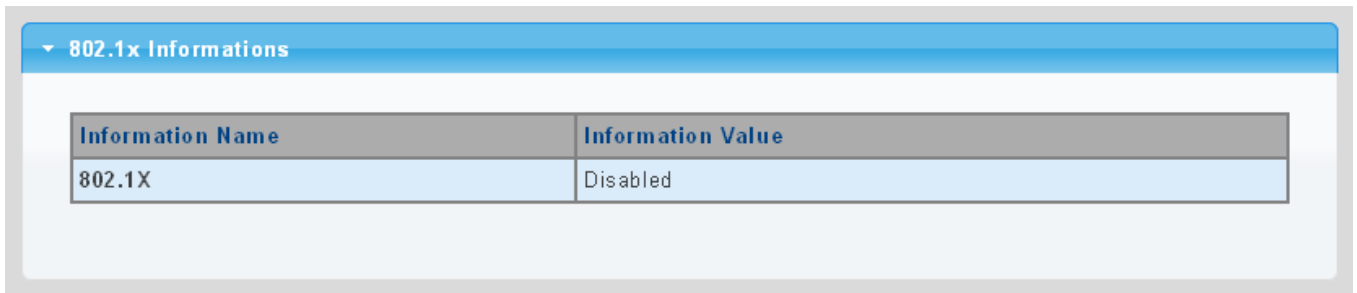 802.1x Informations
Information Name Information Value
802.1X Disabled